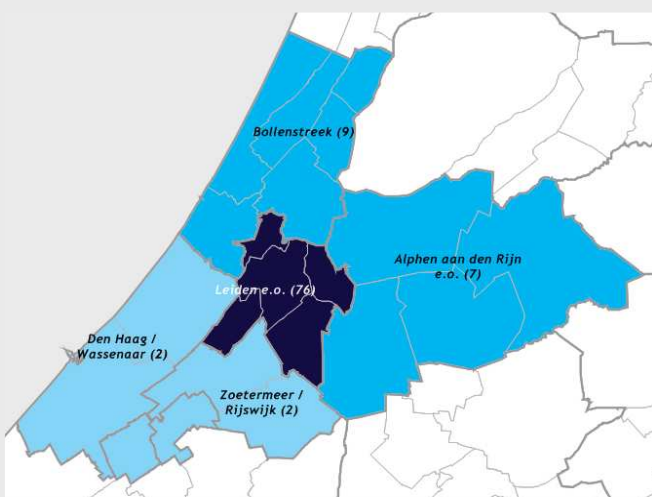 Bollenstreek (9)
Alphen aan den Rijn
e.o. (7)
Leiden e.o. (76)
Den Haag /
Wassenaar (2)
Zoetermeer /
Rijswijk (2)